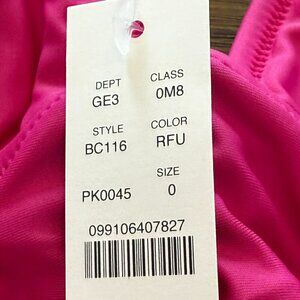 DEPT CLASS
GE3 0M8
STYLE COLOR
BC116 RFU
SIZE
PK0045 0
099106407827